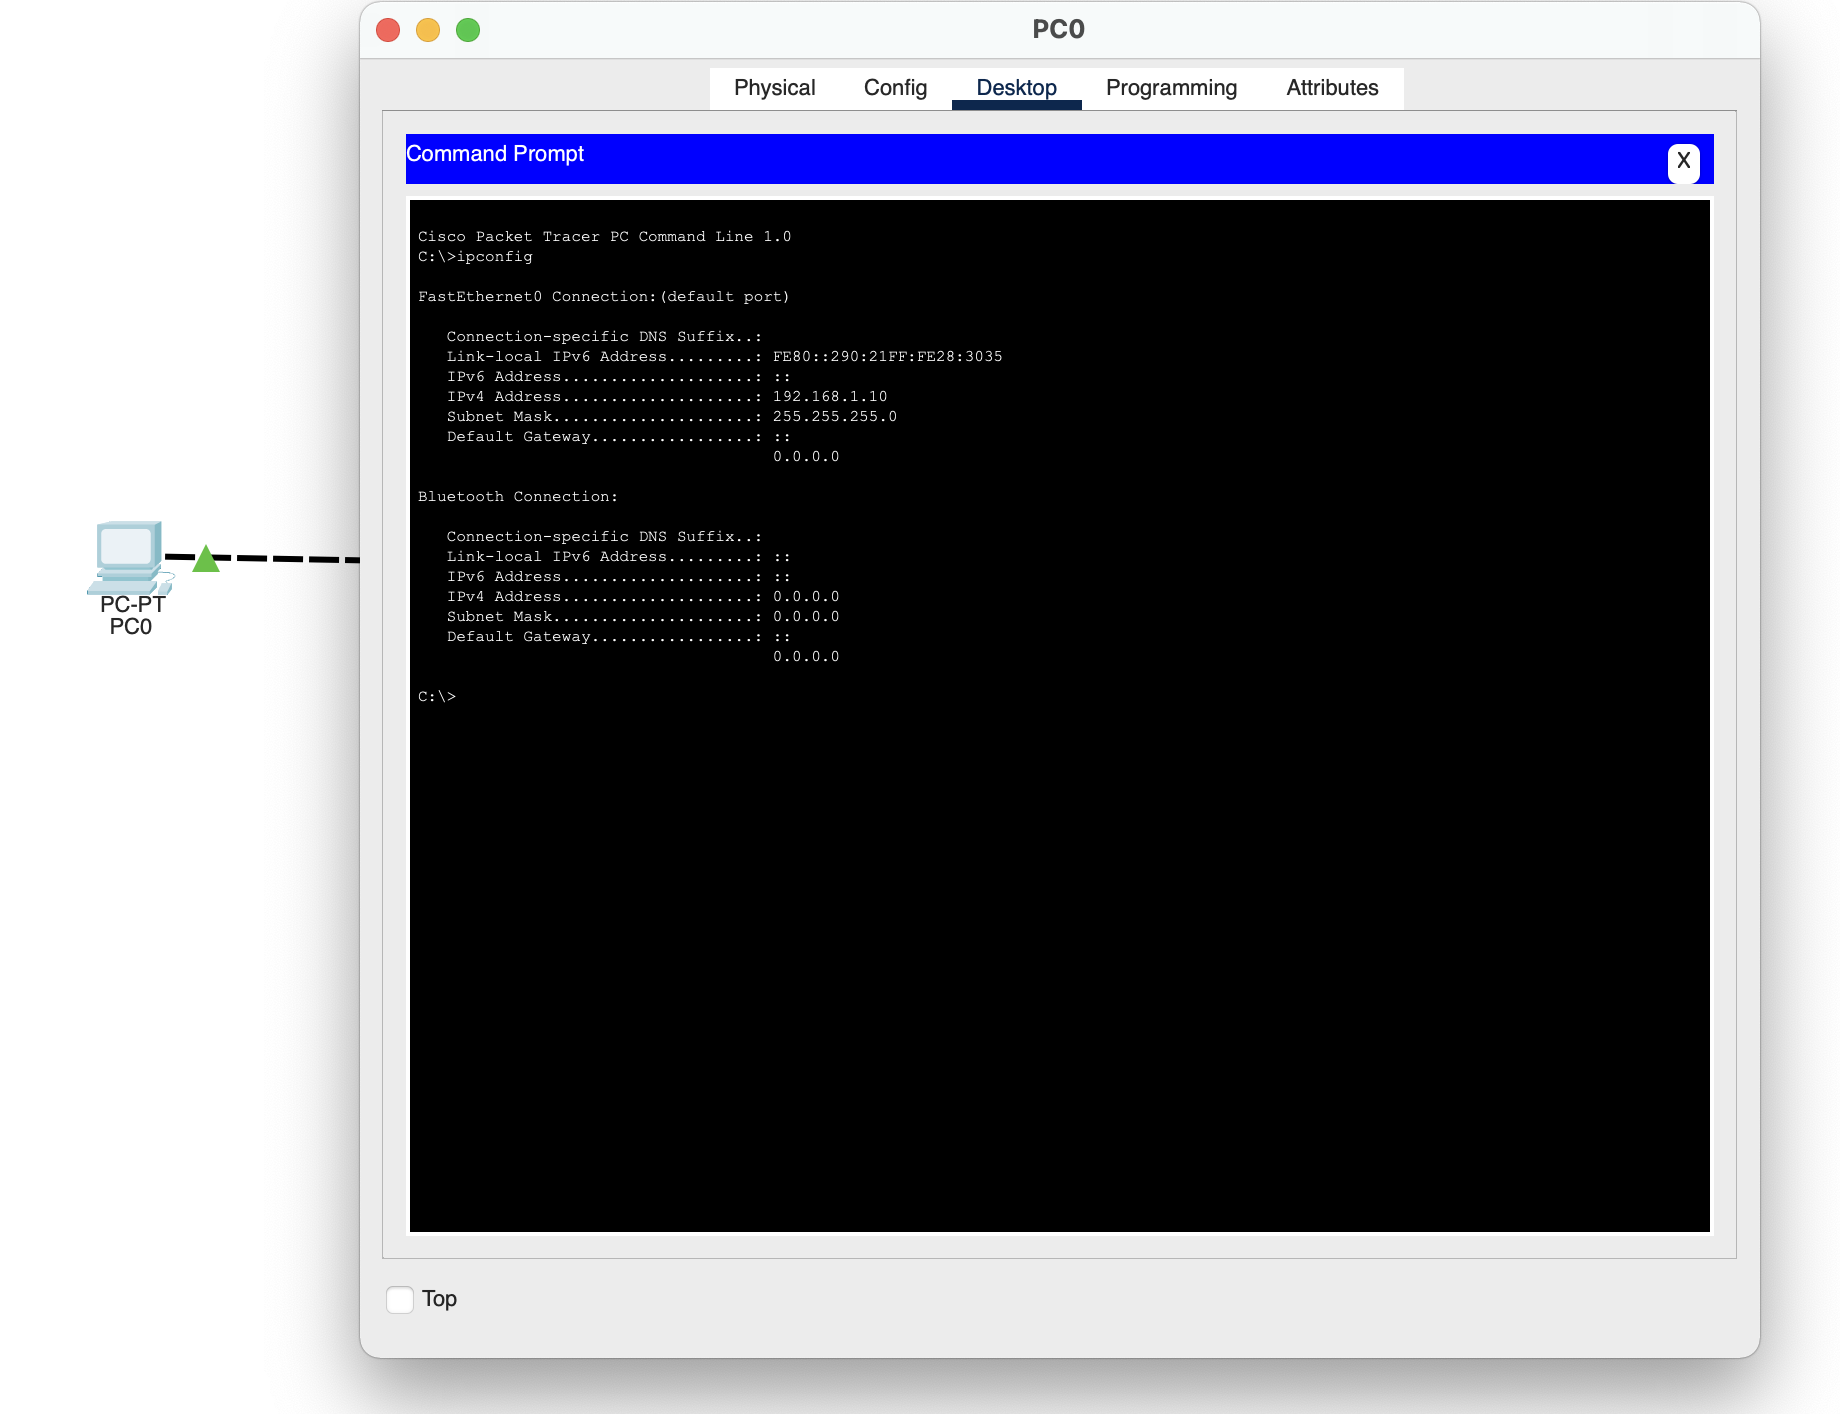 PC0
Physical Config Desktop Programming Attributes
Command Prompt
X
Cisco Packet Tracer PC Command Line 1.0
C:\>ipconfig
FastEthernet0 Connection:(default port)
Connection-specific DNS Suffix..:
Link-local IPv6 Address.........: FE80::290:21FF:FE28:3035
IPv6 Address....................: ::
IPv4 Address....................: 192.168.1.10
Subnet Mask.....................: 255.255.255.0
Default Gateway.................: ::
0.0.0.0
Bluetooth Connection:
Connection-specific DNS Suffix..:
Link-local IPv6 Address.........: ::
IPv6 Address....................: ::
IPv4 Address....................: 0.0.0.0
Subnet Mask.....................: 0.0.0.0
Default Gateway.................: ::
0.0.0.0
C:\>
PC-PT
PC0
Top